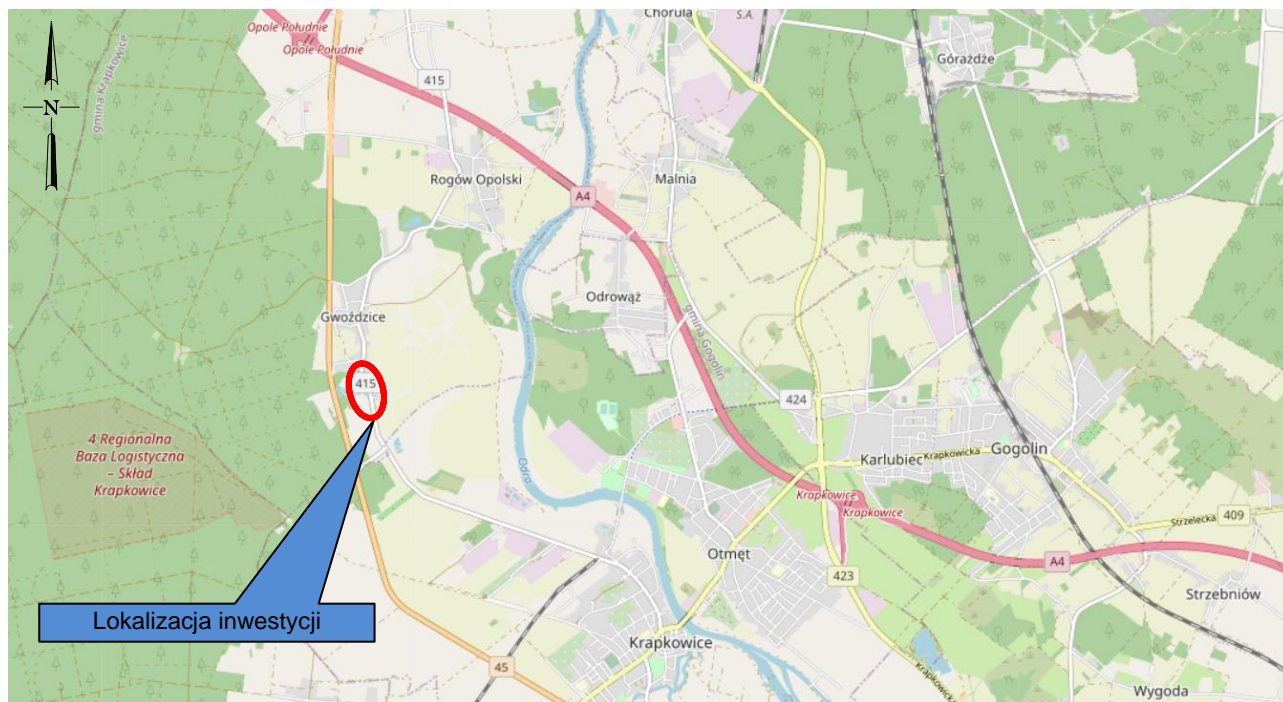 Chorula
S.A.
Opole Południe
Opole Południe
Górażdże
415
gmina Krapkowice
N
Rogów Opolski
Malnia
A4
Odrowąż
gmina Gogolin
Gwoździce
415
424
4 Regionalna
Baza Logistyczna
– Skład
Krapkowice
Odra
Karlubiec
Krapkowicka
Gogolin
Krapkowice
Krapkowice
Strzelecka
409
Otmęt
A4
423
Strzebniów
Lokalizacja inwestycji
Krapkowice
45
Krapkowicka
Wygoda